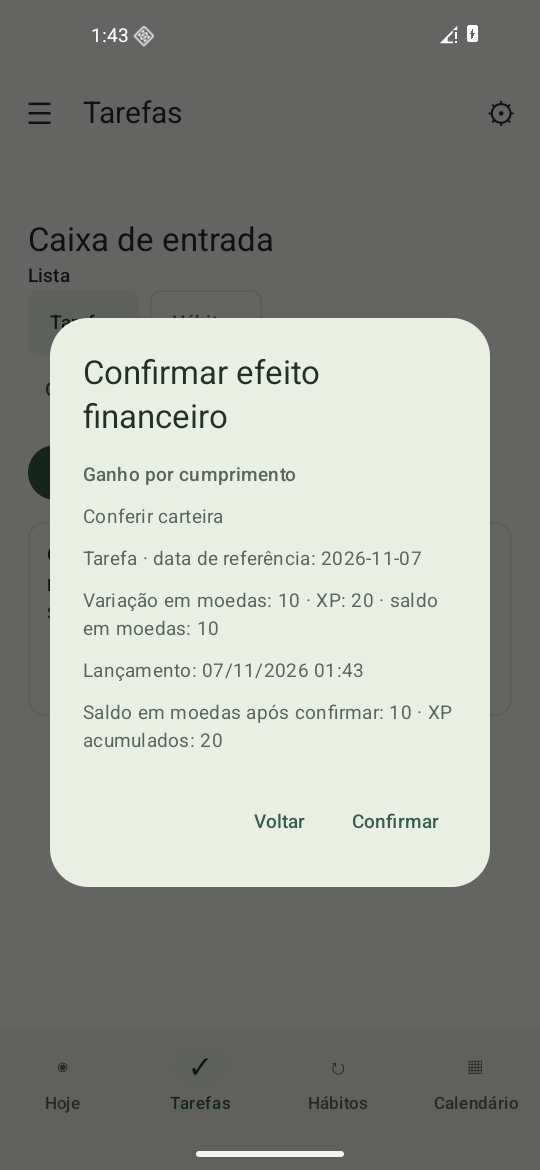 1:43
Tarefas
Caixa de entrada
Lista
Confirmar efeito
financeiro
Ganho por cumprimento
Conferir carteira
Tarefa · data de referência: 2026-11-07
Variação em moedas: 10 · XP: 20 · saldo
em moedas: 10
Lançamento: 07/11/2026 01:43
Saldo em moedas após confirmar: 10 · XP
acumulados: 20
Voltar
Confirmar
Hoje
Tarefas
Hábitos
Calendário